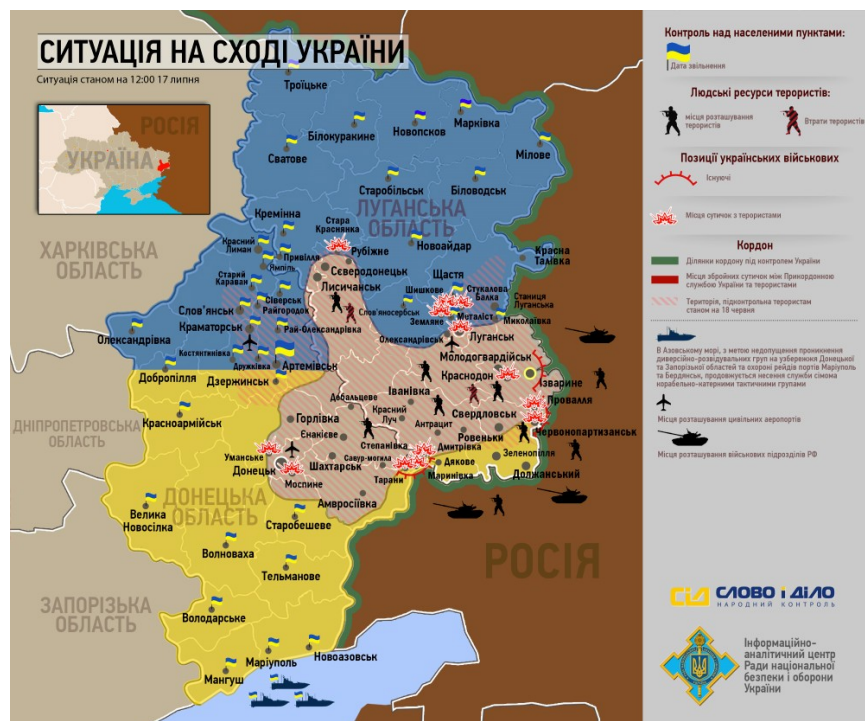 СИТУАЦІЯ НА СХОДІ УКРАЇНИ
Ситуація станом на 12:00 17 липня
РОСІЯ
УКРАЇНА
ХАРКІВСЬКА
ОБЛАСТЬ
ДНІПРОПЕТРОВСЬКА
ОБЛАСТЬ
ЗАПОРІЗЬКА
ОБЛАСТЬ
ЛУГАНСЬКА
ОБЛАСТЬ
ДОНЕЦЬКА
ОБЛАСТЬ
РОСІЯ
Троїцьке
Білокуракине
Новопсков
Марківка
Сватове
Мілове
Старобільськ
Біловодськ
Кремінна
Стара
Краснянка
Рубіжне
Новоайдар
Красна
Талівка
Красний
Лиман
Привілля
Ямпіль
Сєверодонецьк
Лисичанськ
Щастя
Старий
Караван
Шишкове
Стукалова
Балка
Станиця
Луганська
Сіверськ
Райгородок
Слов'яносербськ
Металіст
Миколаївка
Слов'янськ
Земляне
Краматорськ
Рай-Олександрівка
Олександрівськ
Луганськ
Олександрівка
Костянтинівка
Дружківка
Артемівськ
Молодогвардійськ
Добропілля
Дзержинськ
Краснодон
Ізварине
Іванівка
Провалля
Дебальцеве
Красний
Луч
Антрацит
Свердловськ
Червонопартизанськ
Красноармійськ
Горлівка
Єнакієве
Степанівка
Ровеньки
Дмитрівка
Зеленопілля
Уманське
Донецьк
Шахтарськ
Савур-могила
Дякове
Должанський
Моспине
Тарани
Маринівка
Амвросіївка
Велика
Новосілка
Старобешеве
Волноваха
Тельманове
Володарське
Маріуполь
Новоазовськ
Мангуш
Контроль над населеними пунктами:
Дата звільнення
Людські ресурси терористів:
місця розташування
терористів
Втрати терористів
Позиції українських військових
Існуючі
Місця сутичок з терористами
Кордон
Ділянки кордону під контролем України
Місця збройних сутичок між Прикордонною
службою України та терористами
Територія, підконтрольна терористам
станом на 18 червня
В Азовському морі, з метою недопущення проникнення
диверсійно-розвідувальних груп на узбереження Донецької
та Запорізької областей та охороні рейдів портів Маріуполь
та Бердянськ, продовжується несення служби сімома
корабельно-катерними тактичними групами
Місця розташування цивільних аеропортів
Місця розташування військових підрозділів РФ
СІД СЛОВО і ДІЛО
НАРОДНИЙ КОНТРОЛЬ
Інформаційно-
аналітичний центр
Ради національної
безпеки і оборони
України